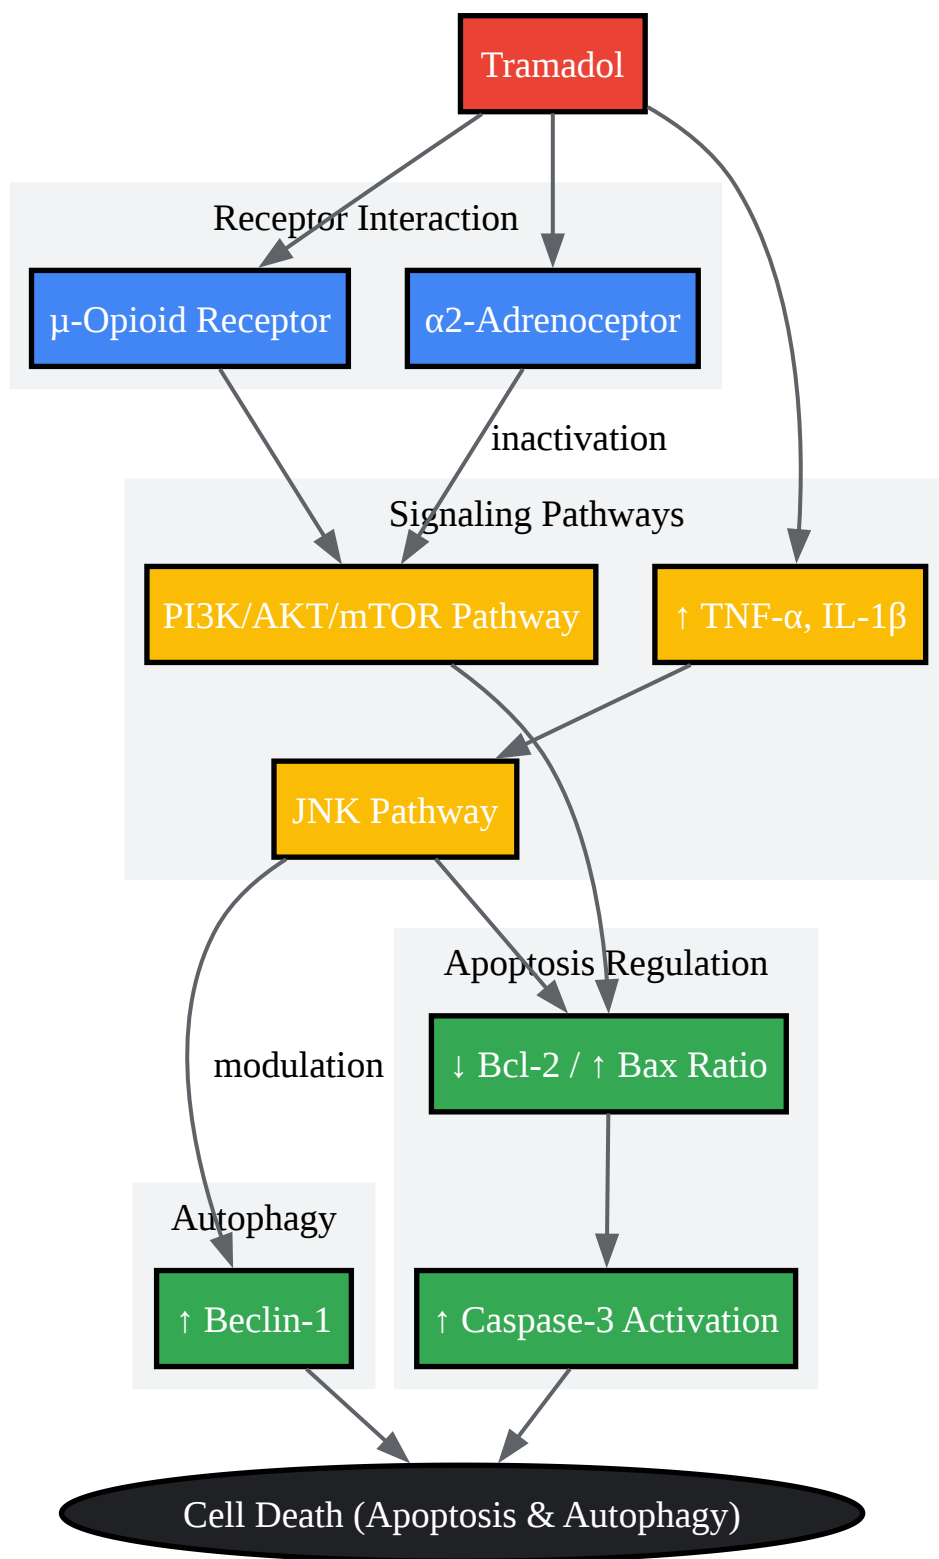 Tramadol
Receptor Interaction
µ-Opioid Receptor
α2-Adrenoceptor
inactivation
Signaling Pathways
PI3K/AKT/mTOR Pathway
↑ TNF-α, IL-1β
JNK Pathway
Apoptosis Regulation
↓ Bcl-2 / ↑ Bax Ratio
modulation
Autophagy
↑ Beclin-1
↑ Caspase-3 Activation
Cell Death (Apoptosis & Autophagy)